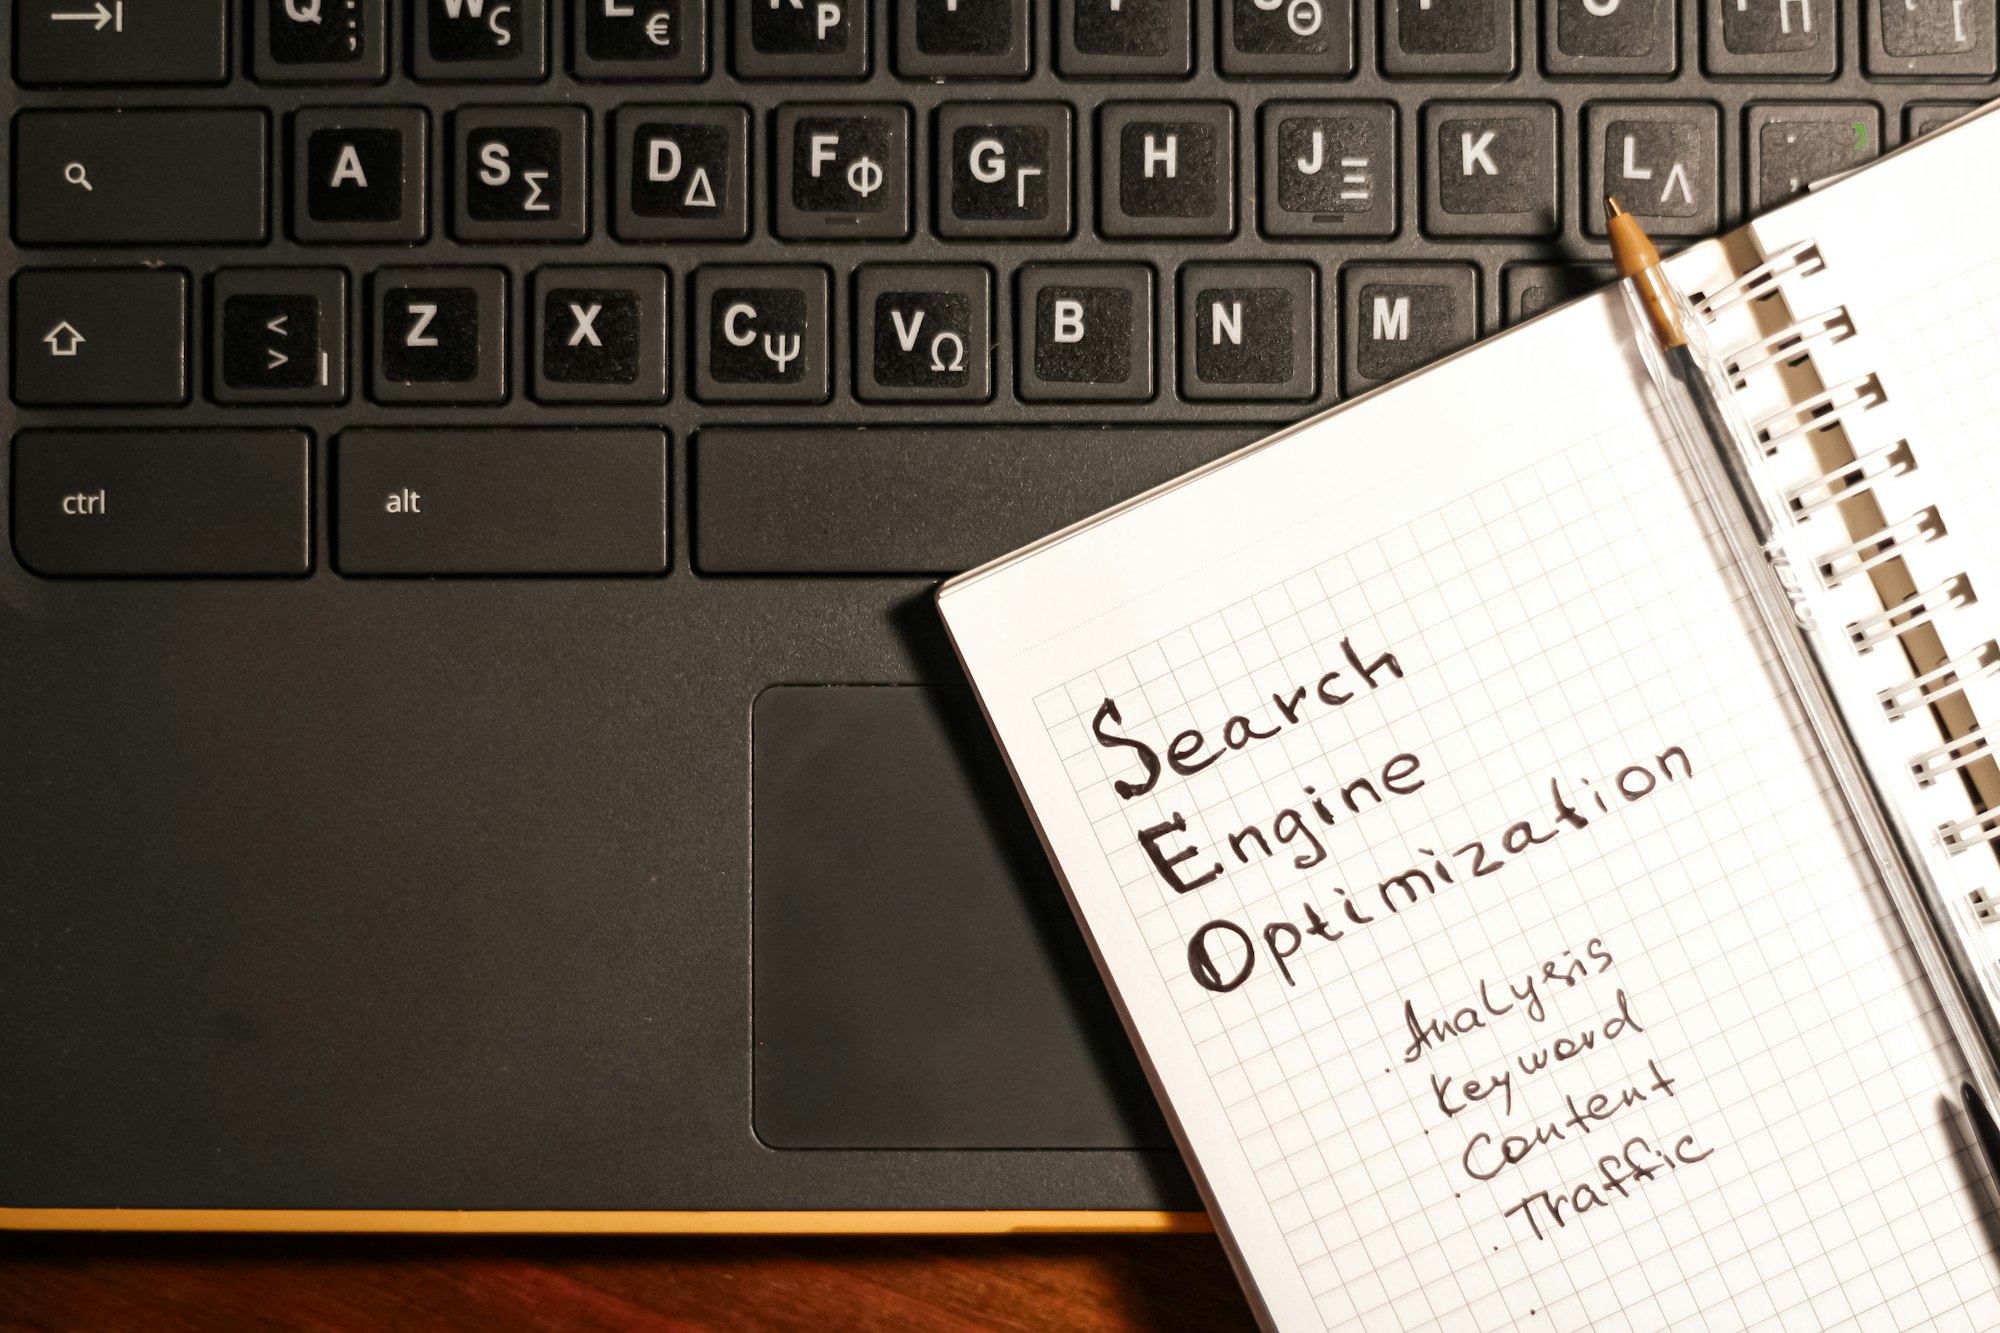 Q ;
W ς
E €
R Ρ
Θ
A
S Σ
D Δ
F Φ
G Γ
H
J Ξ
K
L Λ
<
> |
Z
X
C Ψ
V Ω
B
N
M
ctrl
alt
Search
Engine
Optimization
. Analysis
. Keyword
. Content
. Traffic
.